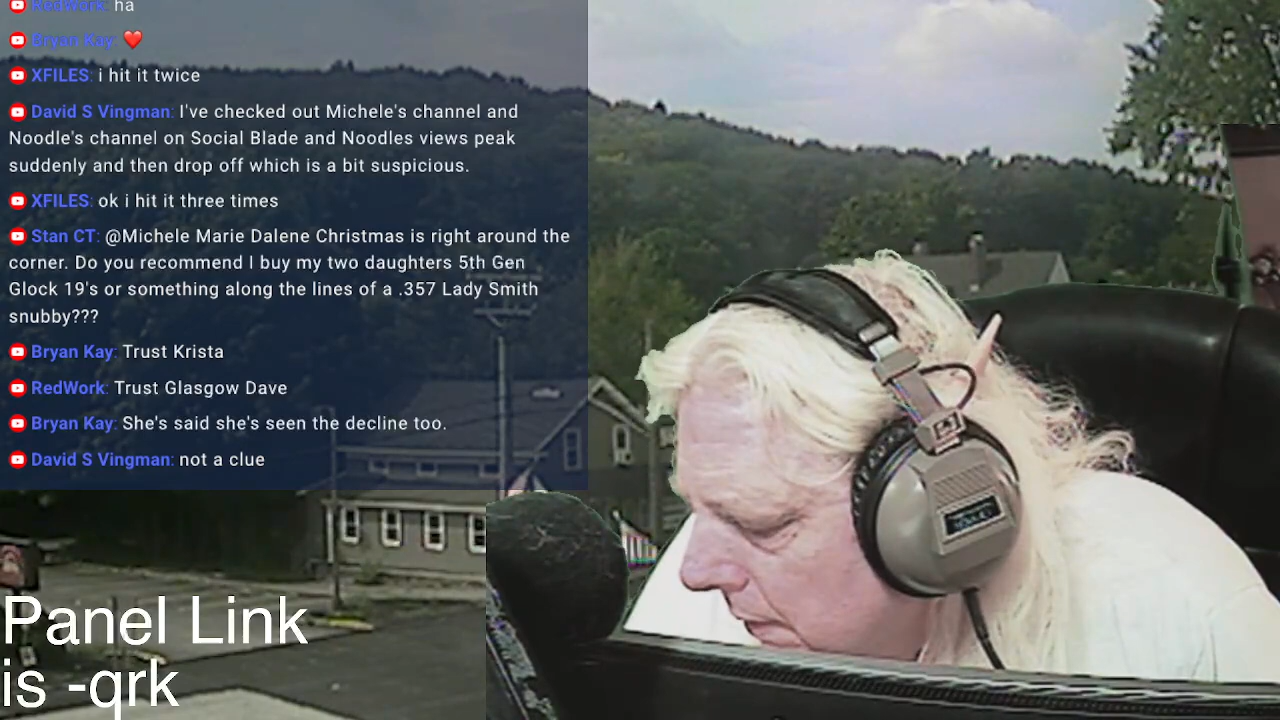 RedWork: ha
Bryan Kay: ❤️
XFILES: i hit it twice
David S Vingman: I've checked out Michele's channel and
Noodle's channel on Social Blade and Noodles views peak
suddenly and then drop off which is a bit suspicious.
XFILES: ok i hit it three times
Stan CT: @Michele Marie Dalene Christmas is right around the
corner. Do you recommend I buy my two daughters 5th Gen
Glock 19's or something along the lines of a .357 Lady Smith
snubby???
Bryan Kay: Trust Krista
RedWork: Trust Glasgow Dave
Bryan Kay: She's said she's seen the decline too.
David S Vingman: not a clue
Panel Link
is -qrk